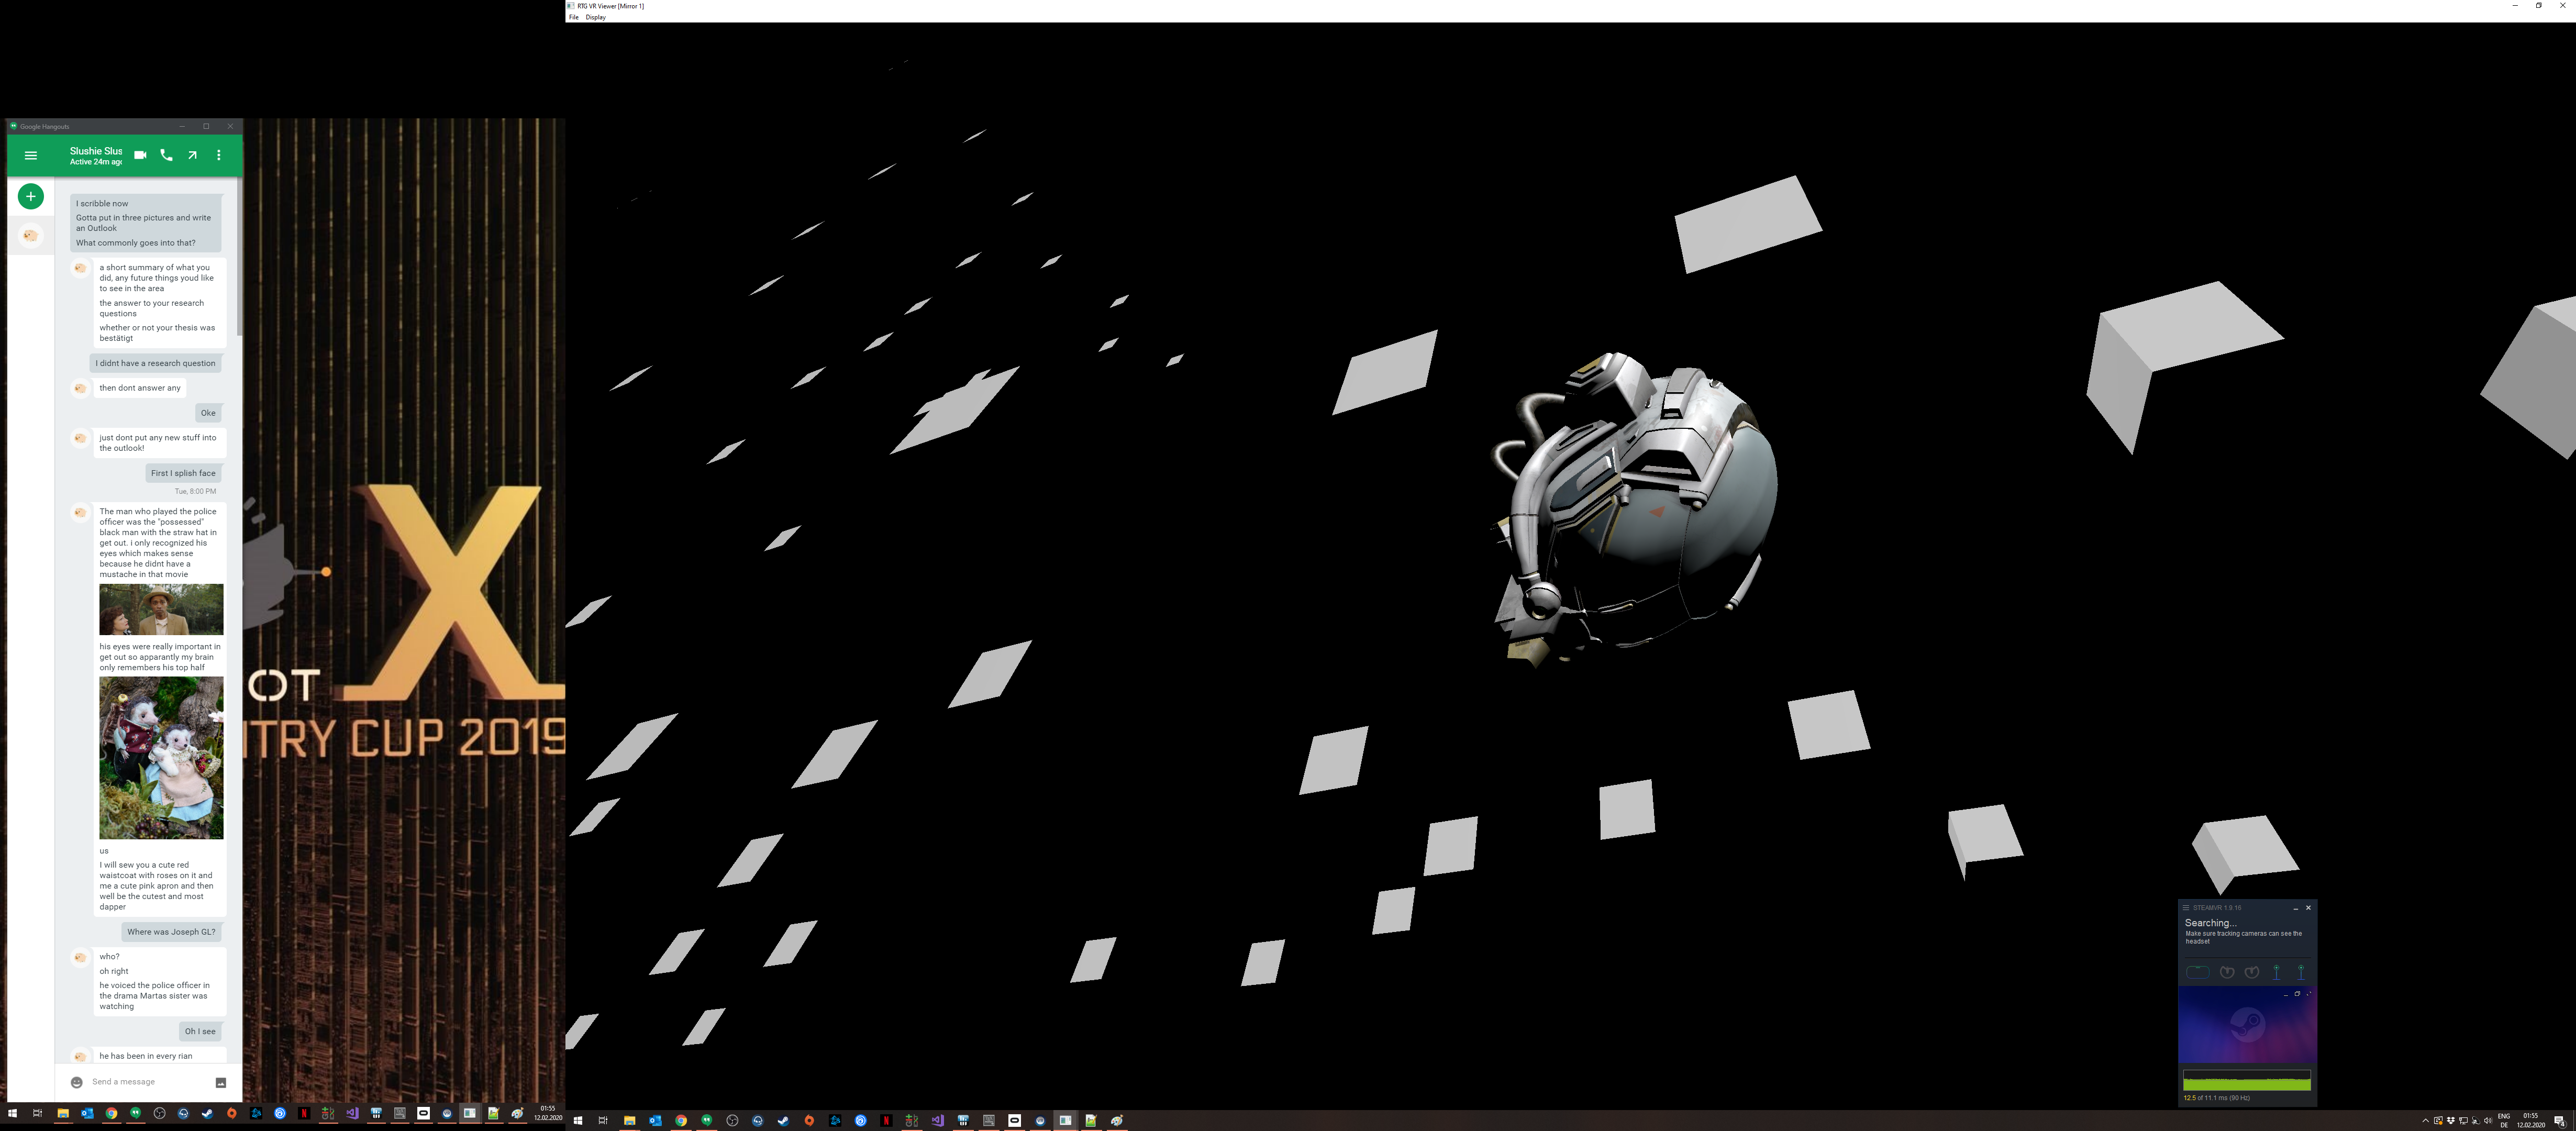 RTG VR Viewer [Mirror 1]
File Display
Google Hangouts
Slushie Slus
Active 24m ago
I scribble now
Gotta put in three pictures and write
an Outlook
What commonly goes into that?
a short summary of what you
did, any future things youd like
to see in the area
the answer to your research
questions
whether or not your thesis was
bestätigt
I didnt have a research question
then dont answer any
Oke
just dont put any new stuff into
the outlook!
First I splish face
Tue, 8:00 PM
The man who played the police
officer was the "possessed"
black man with the straw hat in
get out. i only recognized his
eyes which makes sense
because he didnt have a
mustache in that movie
his eyes were really important in
get out so apparantly my brain
only remembers his top half
us
I will sew you a cute red
waistcoat with roses on it and
me a cute pink apron and then
well be the cutest and most
dapper
Where was Joseph GL?
who?
oh right
he voiced the police officer in
the drama Martas sister was
watching
Oh I see
he has been in every rian
Send a message
X
OT
NTRY CUP 2019
STEAMVR 1.9.16
Searching...
Make sure tracking cameras can see the
headset
12.5 of 11.1 ms (90 Hz)
01:55
12.02.2020
ENG
DE
01:55
12.02.2020